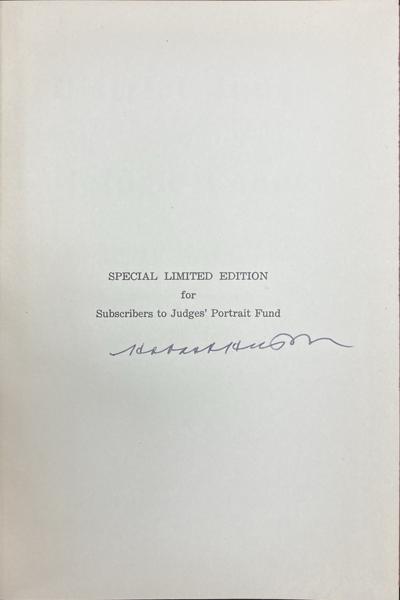 SPECIAL LIMITED EDITION
for
Subscribers to Judges' Portrait Fund